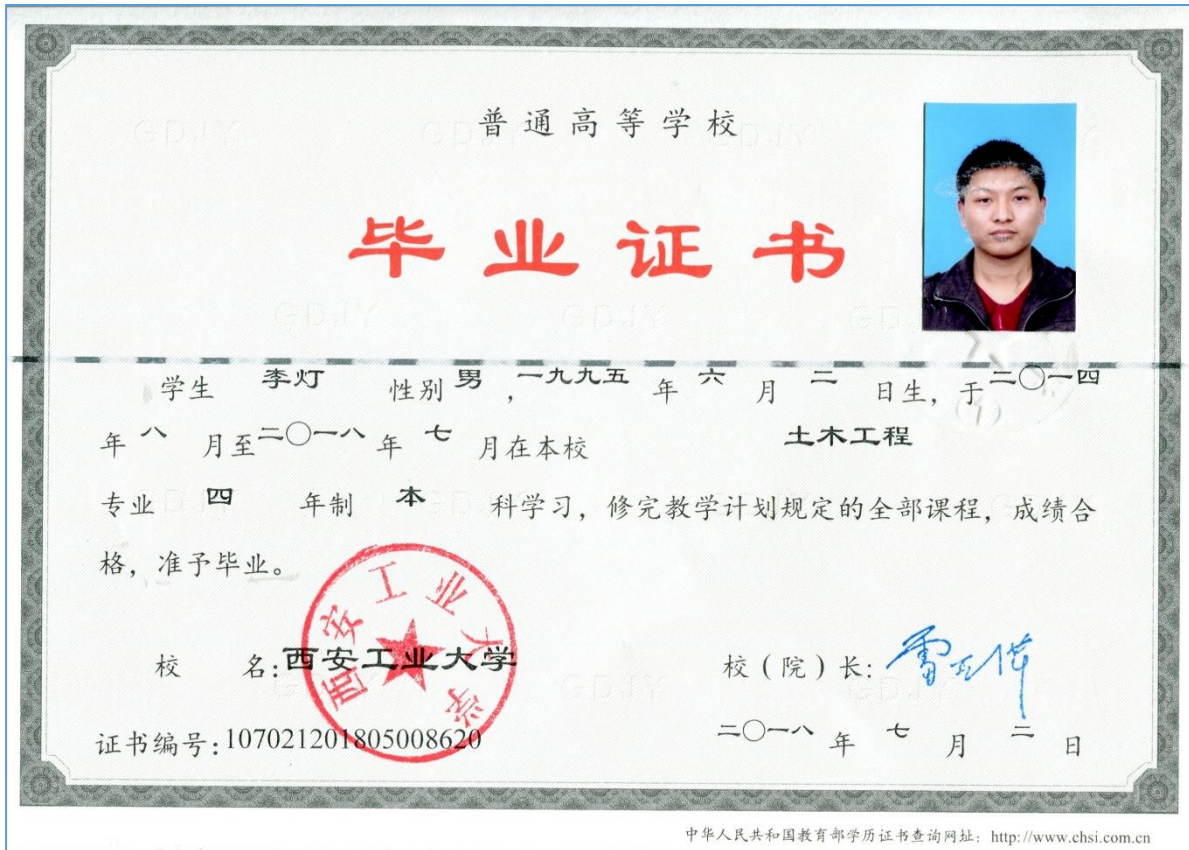 普通高等学校
毕业证书
学生 李灯 性别 男 , 一九九五 年 六 月 二 日生, 于 二〇一四
年 八 月至 二〇一八 年 七 月在本校 土木工程
专业 四 年制 本 科学习, 修完教学计划规定的全部课程, 成绩合
格, 准予毕业。
西安工业大学
校 名: 西安工业大学 校(院)长:
证书编号: 107021201805008620 二〇一八 年 七 月 二 日
中华人民共和国教育部学历证书查询网址: http://www.chsi.com.cn